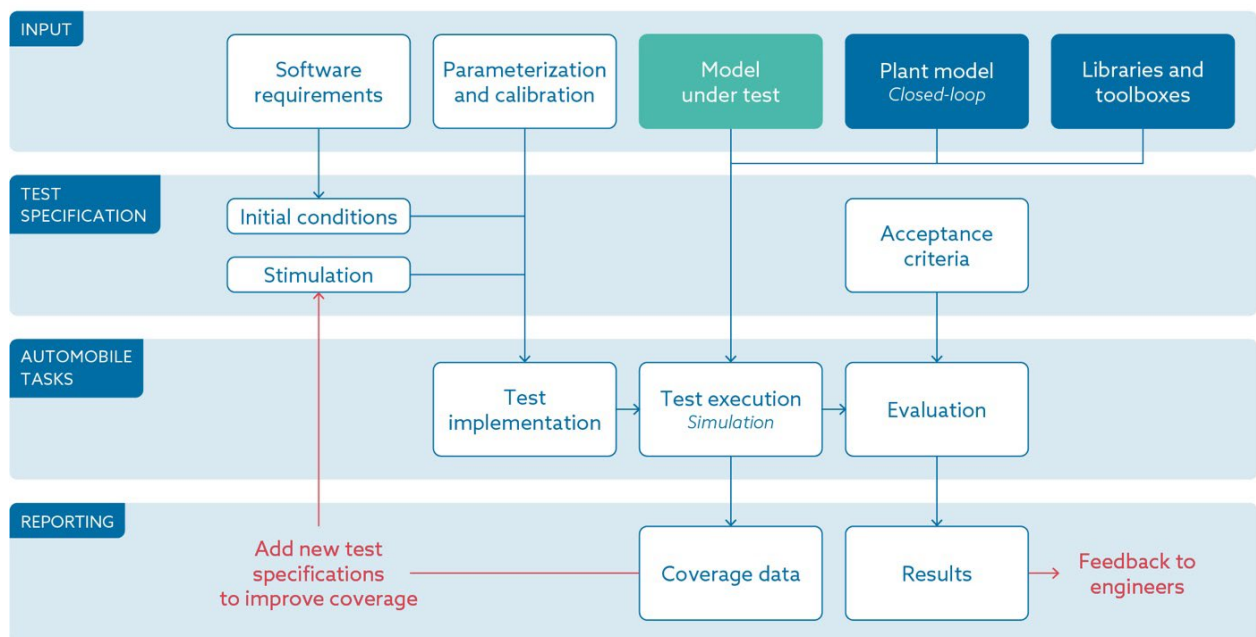 INPUT
Software
requirements
Parameterization
and calibration
Model
under test
Plant model
Closed-loop
Libraries and
toolboxes
TEST
SPECIFICATION
Initial conditions
Stimulation
Acceptance
criteria
AUTOMOBILE
TASKS
Test
implementation
Test execution
Simulation
Evaluation
REPORTING
Add new test
specifications
to improve coverage
Coverage data
Results
Feedback to
engineers